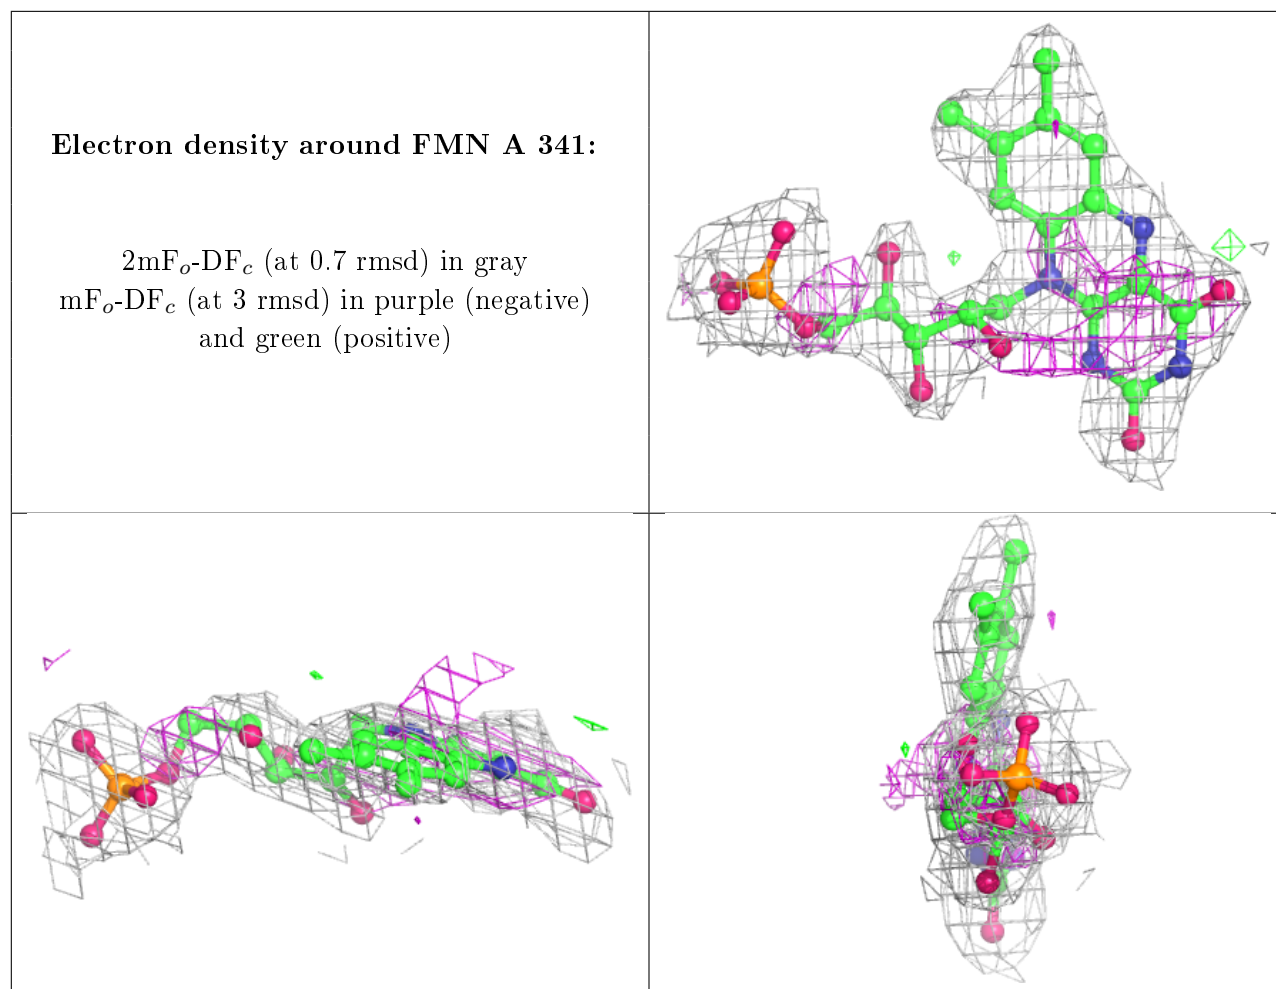 Electron density around FMN A 341:
2mFo-DFc (at 0.7 rmsd) in gray
mFo-DFc (at 3 rmsd) in purple (negative)
and green (positive)